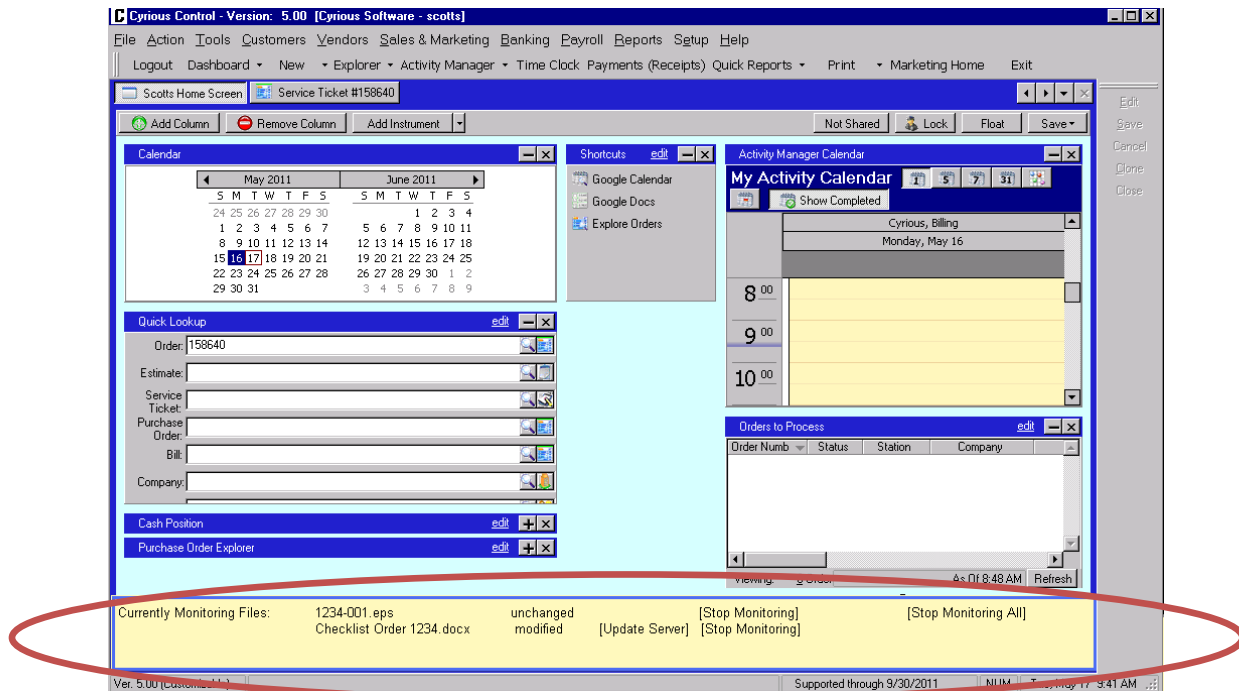 Cyrious Control - Version: 5.00 [Cyrious Software - scotts]
File Action Tools Customers Vendors Sales & Marketing Banking Payroll Reports Setup Help
Logout Dashboard New Explorer Activity Manager Time Clock Payments (Receipts) Quick Reports Print Marketing Home Exit
Scotts Home Screen Service Ticket #158640
Add Column Remove Column Add Instrument Not Shared Lock Float Save
Edit
Save
Cancel
Clone
Close
Calendar
May 2011 June 2011
S M T W T F S S M T W T F S
24 25 26 27 28 29 30 1 2 3 4
1 2 3 4 5 6 7 5 6 7 8 9 10 11
8 9 10 11 12 13 14 12 13 14 15 16 17 18
15 16 17 18 19 20 21 19 20 21 22 23 24 25
22 23 24 25 26 27 28 26 27 28 29 30 1 2
29 30 31 3 4 5 6 7 8 9
Shortcuts edit
Google Calendar
Google Docs
Explore Orders
Activity Manager Calendar
My Activity Calendar 1 5 7 31
Show Completed
Cyrious, Billing
Monday, May 16
8 00
9 00
10 00
Quick Lookup edit
Order: 158640
Estimate:
Service
Ticket:
Purchase
Order:
Bill:
Company:
Cash Position edit
Purchase Order Explorer edit
Orders to Process edit
Order Numb Status Station Company
As Of 8:48 AM Refresh
Currently Monitoring Files: 1234-001.eps unchanged [Stop Monitoring] [Stop Monitoring All]
Checklist Order 1234.docx modified [Update Server] [Stop Monitoring]
Ver. 5.00
Supported through 9/30/2011 NUM Tue, May 17 9:41 AM